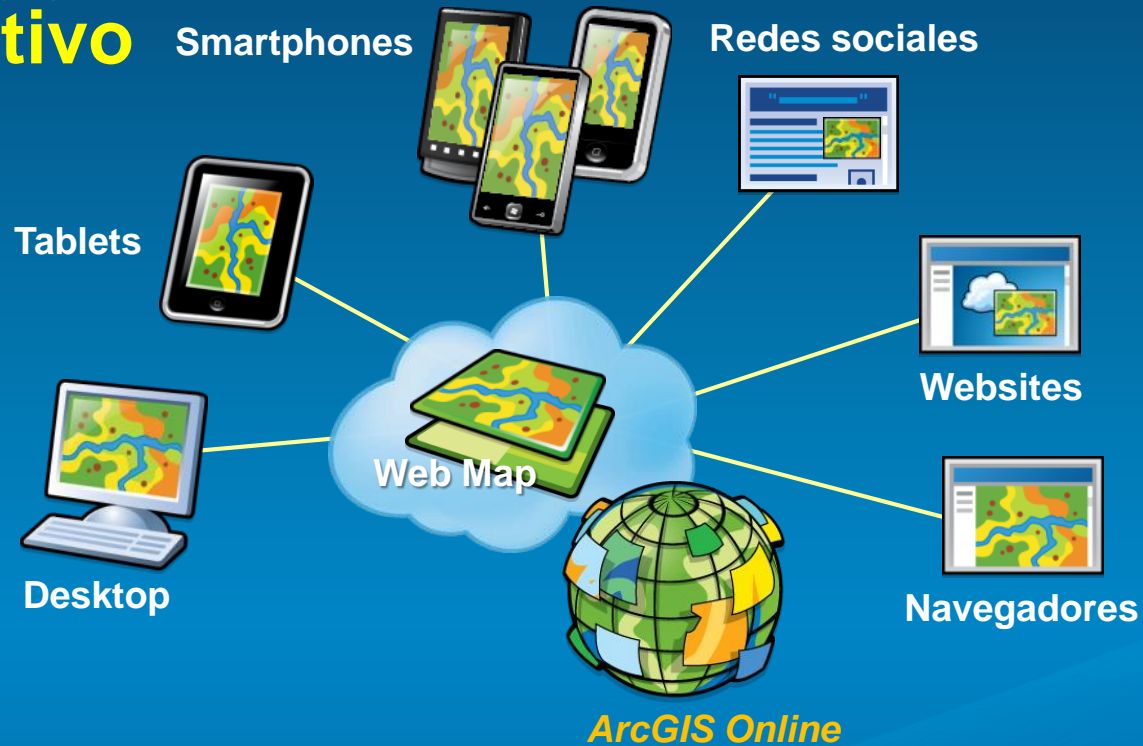 tivo
Smartphones
Redes sociales
Tablets
Websites
Web Map
Desktop
Navegadores
ArcGIS Online